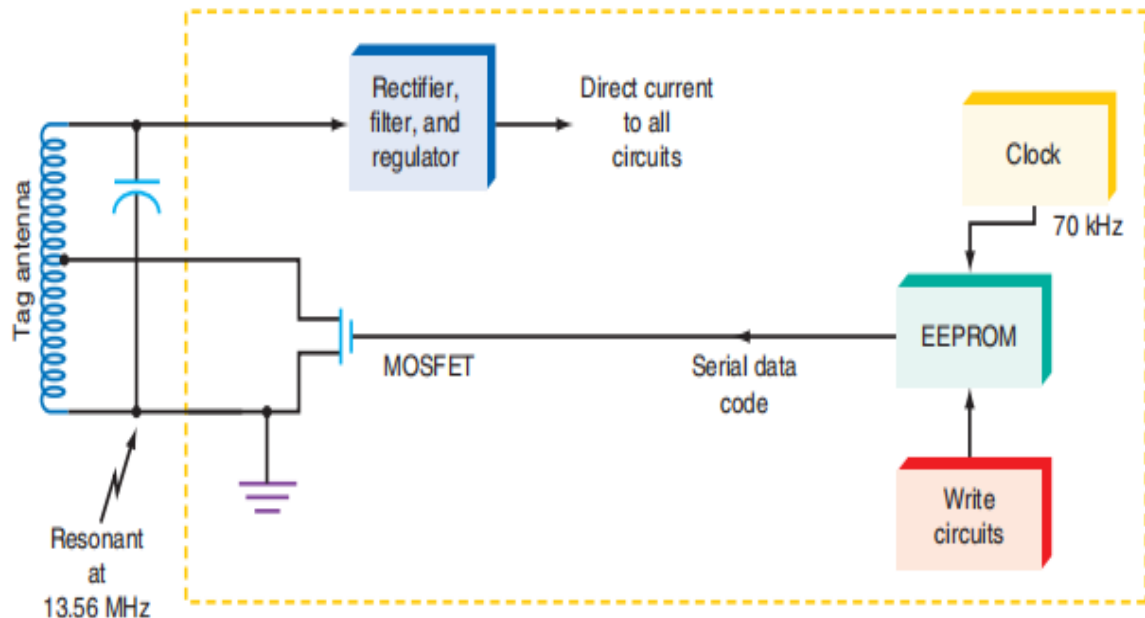 Rectifier,
filter, and
regulator
Direct current
to all
circuits
Clock
70 kHz
Tag antenna
EEPROM
MOSFET
Serial data
code
Write
circuits
Resonant
at
13.56 MHz